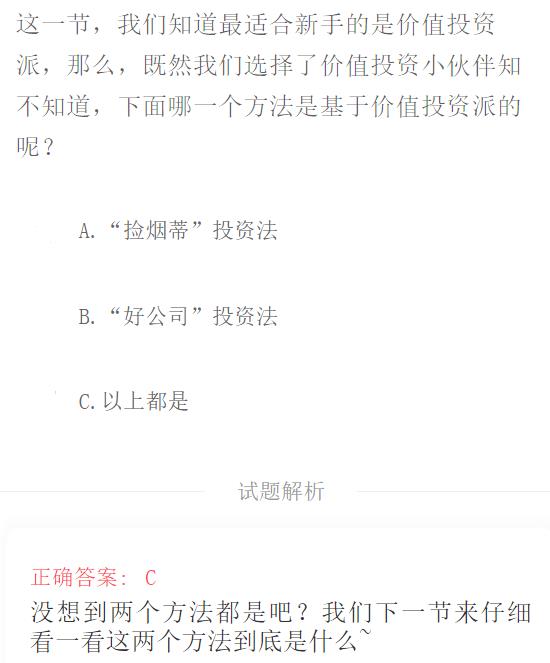 这一节，我们知道最适合新手的是价值投资
派，那么，既然我们选择了价值投资小伙伴知
不知道，下面哪一个方法是基于价值投资派的
呢？
A.“捡烟蒂”投资法
B.“好公司”投资法
C.以上都是
试题解析
正确答案： C
没想到两个方法都是吧？我们下一节来仔细
看一看这两个方法到底是什么~